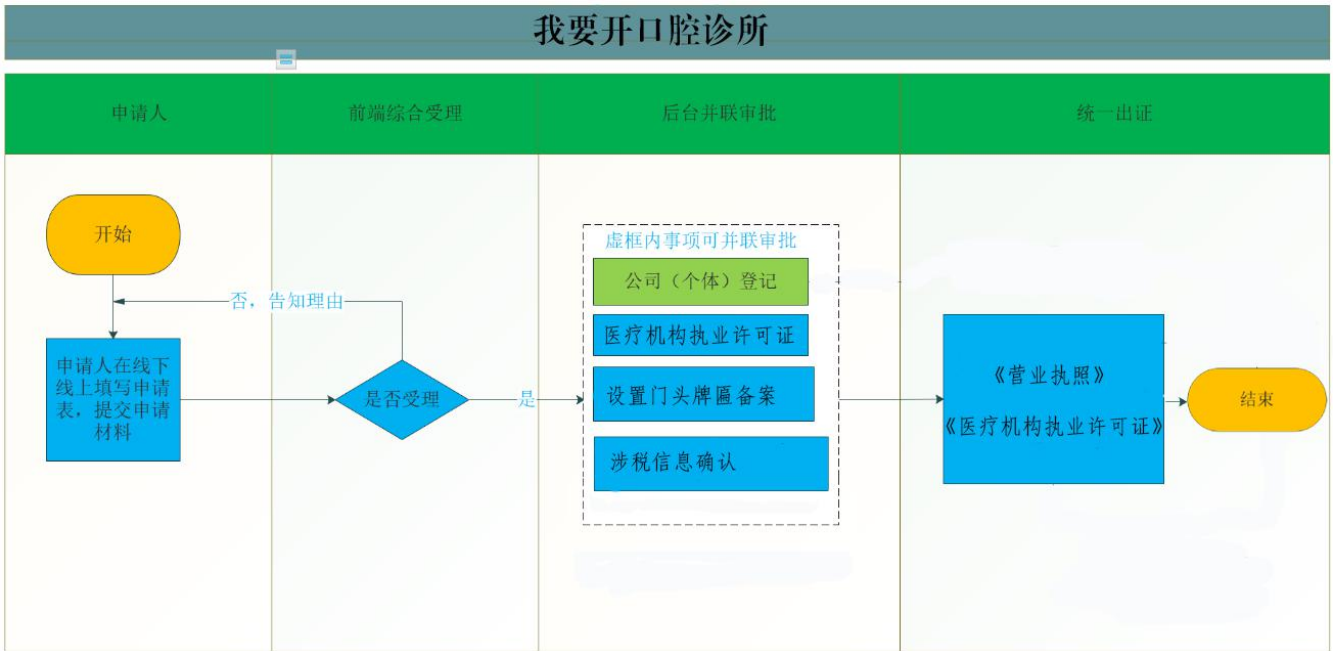 我要开口腔诊所
申请人
前端综合受理
后台并联审批
统一出证
开始
否，告知理由
申请人在线下
线上填写申请
表，提交申请
材料
是否受理
是
虚框内事项可并联审批
公司（个体）登记
医疗机构执业许可证
设置门头牌匾备案
涉税信息确认
《营业执照》
《医疗机构执业许可证》
结束